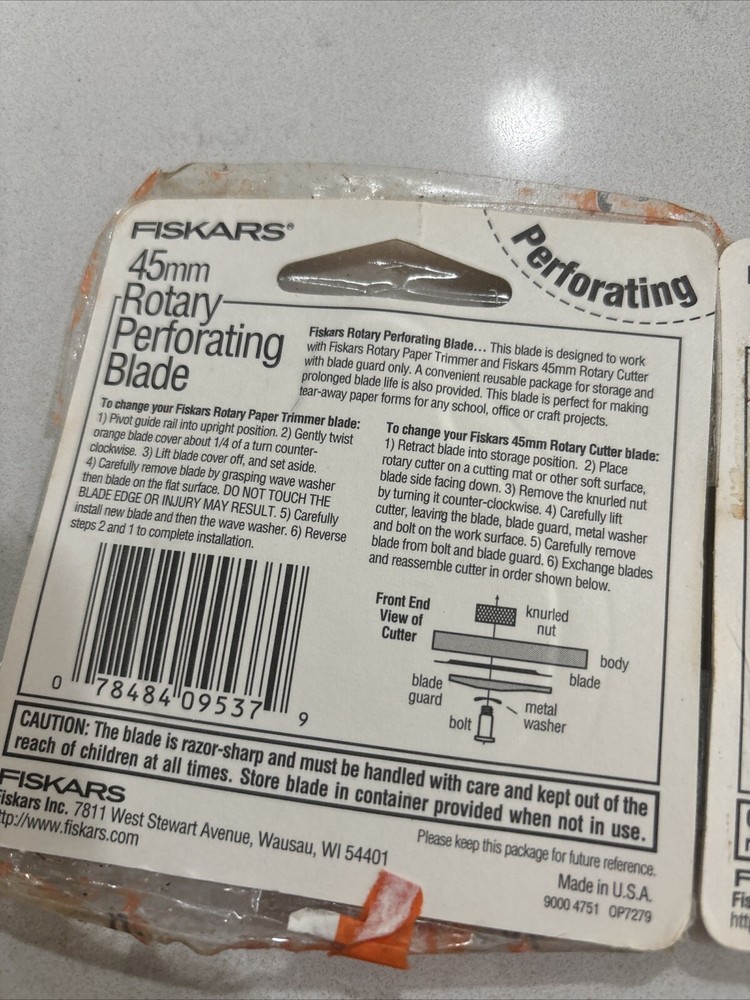 FISKARS®
Perforating
45mm
Rotary
Perforating
Blade
Fiskars Rotary Perforating Blade... This blade is designed to work
with Fiskars Rotary Paper Trimmer and Fiskars 45mm Rotary Cutter
with blade guard only. A convenient reusable package for storage and
prolonged blade life is also provided. This blade is perfect for making
tear-away paper forms for any school, office or craft projects.
To change your Fiskars Rotary Paper Trimmer blade:
1) Pivot guide rail into upright position. 2) Gently twist
orange blade cover about 1/4 of a turn counter-
clockwise. 3) Lift blade cover off, and set aside.
4) Carefully remove blade by grasping wave washer
then blade on the flat surface. DO NOT TOUCH THE
BLADE EDGE OR INJURY MAY RESULT. 5) Carefully
install new blade and then the wave washer. 6) Reverse
steps 2 and 1 to complete installation.
To change your Fiskars 45mm Rotary Cutter blade:
1) Retract blade into storage position. 2) Place
rotary cutter on a cutting mat or other soft surface,
blade side facing down. 3) Remove the knurled nut
by turning it counter-clockwise. 4) Carefully lift
cutter, leaving the blade, blade guard, metal washer
and bolt on the work surface. 5) Carefully remove
blade from bolt and blade guard. 6) Exchange blades
and reassemble cutter in order shown below.
Front End
View of
Cutter
knurled
nut
body
blade
blade
guard
metal
washer
bolt
0 78484 09537 9
CAUTION: The blade is razor-sharp and must be handled with care and kept out of the
reach of children at all times. Store blade in container provided when not in use.
FISKARS
Fiskars Inc. 7811 West Stewart Avenue, Wausau, WI 54401
http://www.fiskars.com
Please keep this package for future reference.
Made in U.S.A.
9000 4751 OP7279